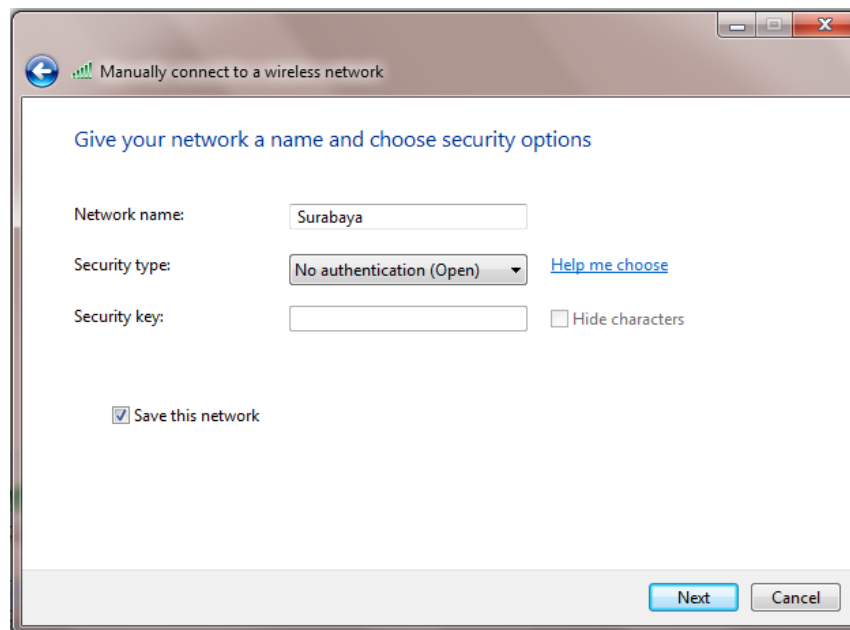 Manually connect to a wireless network
Give your network a name and choose security options
Network name: Surabaya
Security type: No authentication (Open) Help me choose
Security key: Hide characters
Save this network
Next Cancel